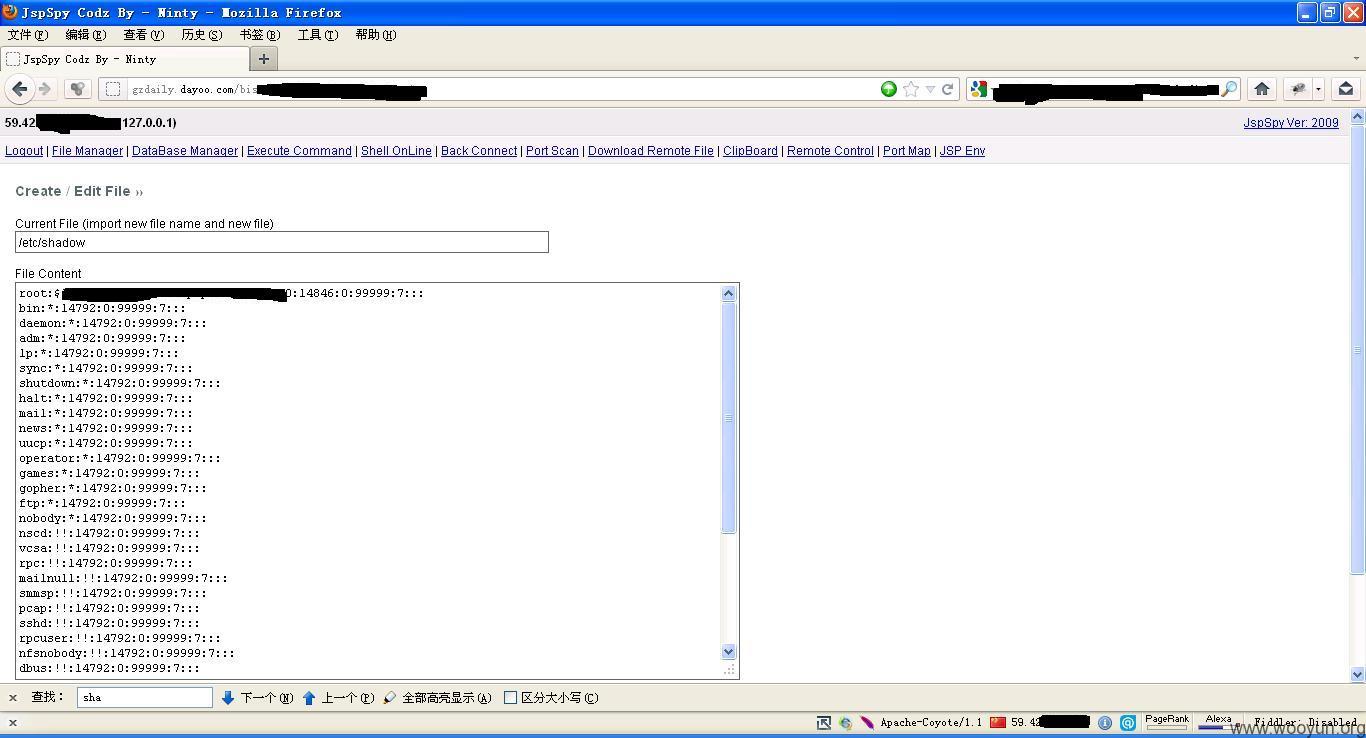 JspSpy Codz By - Ninty - Mozilla Firefox
文件(F) 编辑(E) 查看(V) 历史(S) 书签(B) 工具(T) 帮助(H)
JspSpy Codz By - Ninty
gzdaily.dayoo.com/bis
59.42 127.0.0.1)
JspSpy Ver: 2009
Logout | File Manager | DataBase Manager | Execute Command | Shell OnLine | Back Connect | Port Scan | Download Remote File | ClipBoard | Remote Control | Port Map | JSP Env
Create / Edit File ››
Current File (import new file name and new file)
/etc/shadow
File Content
root:$ 0:14846:0:99999:7:::
bin:*:14792:0:99999:7:::
daemon:*:14792:0:99999:7:::
adm:*:14792:0:99999:7:::
lp:*:14792:0:99999:7:::
sync:*:14792:0:99999:7:::
shutdown:*:14792:0:99999:7:::
halt:*:14792:0:99999:7:::
mail:*:14792:0:99999:7:::
news:*:14792:0:99999:7:::
uucp:*:14792:0:99999:7:::
operator:*:14792:0:99999:7:::
games:*:14792:0:99999:7:::
gopher:*:14792:0:99999:7:::
ftp:*:14792:0:99999:7:::
nobody:*:14792:0:99999:7:::
nscd:!!:14792:0:99999:7:::
vcsa:!!:14792:0:99999:7:::
rpc:!!:14792:0:99999:7:::
mailnull:!!:14792:0:99999:7:::
smmsp:!!:14792:0:99999:7:::
pcap:!!:14792:0:99999:7:::
sshd:!!:14792:0:99999:7:::
rpcuser:!!:14792:0:99999:7:::
nfsnobody:!!:14792:0:99999:7:::
dbus:!!:14792:0:99999:7:::
× 查找： sha 下一个(N) 上一个(P) 全部高亮显示(A) 区分大小写(C)
× Apache-Coyote/1.1 59.42 PageRank Alexa Fiddler: Disabled
www.wooyun.org